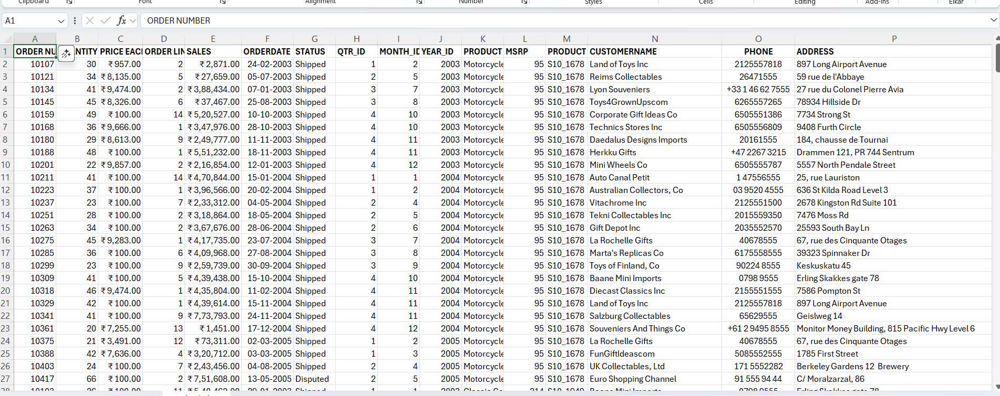 Clipboard Font Alignment Number Styles Cells Editing Add-ins Elkar
A1 fx ORDER NUMBER
A B C D E F G H I J K L M N O P
1 ORDER NU NTITY PRICE EACI ORDER LIN SALES ORDERDATE STATUS QTR_ID MONTH_ID YEAR_ID PRODUCT MSRP PRODUCT CUSTOMERNAME PHONE ADDRESS
2 10107 30 ₹957.00 2 ₹2,871.00 24-02-2003 Shipped 1 2 2003 Motorcycle 95 S10_1678 Land of Toys Inc 2125557818 897 Long Airport Avenue
3 10121 34 ₹8,135.00 5 ₹27,659.00 05-07-2003 Shipped 2 5 2003 Motorcycle 95 S10_1678 Reims Collectables 26471555 59 rue de l'Abbaye
4 10134 41 ₹9,474.00 2 ₹3,88,434.00 07-01-2003 Shipped 3 7 2003 Motorcycle 95 S10_1678 Lyon Souveniers +33 1 46 62 7555 27 rue du Colonel Pierre Avia
5 10145 45 ₹8,326.00 6 ₹37,467.00 25-08-2003 Shipped 3 8 2003 Motorcycle 95 S10_1678 Toys4GrownUpscom 6265557265 78934 Hillside Dr
6 10159 49 ₹100.00 14 ₹5,20,527.00 10-10-2003 Shipped 4 10 2003 Motorcycle 95 S10_1678 Corporate Gift Ideas Co 6505551386 7734 Strong St
7 10168 36 ₹9,666.00 1 ₹3,47,976.00 28-10-2003 Shipped 4 10 2003 Motorcycle 95 S10_1678 Technics Stores Inc 6505556809 9408 Furth Circle
8 10180 29 ₹8,613.00 9 ₹2,49,777.00 11-11-2003 Shipped 4 11 2003 Motorcycle 95 S10_1678 Daedalus Designs Imports 20161555 184, chausse de Tournai
9 10188 48 ₹100.00 1 ₹5,51,232.00 18-11-2003 Shipped 4 11 2003 Motorcycle 95 S10_1678 Herkku Gifts +47 2267 3215 Drammen 121, PR 744 Sentrum
10 10201 22 ₹9,857.00 2 ₹2,16,854.00 12-01-2003 Shipped 4 12 2003 Motorcycle 95 S10_1678 Mini Wheels Co 6505555787 5557 North Pendale Street
11 10211 41 ₹100.00 14 ₹4,70,844.00 15-01-2004 Shipped 1 1 2004 Motorcycle 95 S10_1678 Auto Canal Petit 1 47556555 25, rue Lauriston
12 10223 37 ₹100.00 1 ₹3,96,566.00 20-02-2004 Shipped 1 2 2004 Motorcycle 95 S10_1678 Australian Collectors, Co 03 9520 4555 636 St Kilda Road Level 3
13 10237 23 ₹100.00 7 ₹2,33,312.00 04-05-2004 Shipped 2 4 2004 Motorcycle 95 S10_1678 Vitachrome Inc 2125551500 2678 Kingston Rd Suite 101
14 10251 28 ₹100.00 2 ₹3,18,864.00 18-05-2004 Shipped 2 5 2004 Motorcycle 95 S10_1678 Tekni Collectables Inc 2015559350 7476 Moss Rd
15 10263 34 ₹100.00 2 ₹3,67,676.00 28-06-2004 Shipped 2 6 2004 Motorcycle 95 S10_1678 Gift Depot Inc 2035552570 25593 South Bay Ln
16 10275 45 ₹9,283.00 1 ₹4,17,735.00 23-07-2004 Shipped 3 7 2004 Motorcycle 95 S10_1678 La Rochelle Gifts 40678555 67, rue des Cinquante Otages
17 10285 36 ₹100.00 6 ₹4,09,968.00 27-08-2004 Shipped 3 8 2004 Motorcycle 95 S10_1678 Marta's Replicas Co 6175558555 39323 Spinnaker Dr
18 10299 23 ₹100.00 9 ₹2,59,739.00 30-09-2004 Shipped 3 9 2004 Motorcycle 95 S10_1678 Toys of Finland, Co 90224 8555 Keskuskatu 45
19 10309 41 ₹100.00 5 ₹4,39,438.00 15-10-2004 Shipped 4 10 2004 Motorcycle 95 S10_1678 Baane Mini Imports 0798 9555 Erling Skakkes gate 78
20 10318 46 ₹9,474.00 1 ₹4,35,804.00 11-02-2004 Shipped 4 11 2004 Motorcycle 95 S10_1678 Diecast Classics Inc 2155551555 7586 Pompton St
21 10329 42 ₹100.00 1 ₹4,39,614.00 15-11-2004 Shipped 4 11 2004 Motorcycle 95 S10_1678 Land of Toys Inc 2125557818 897 Long Airport Avenue
22 10341 41 ₹100.00 9 ₹7,73,793.00 24-11-2004 Shipped 4 11 2004 Motorcycle 95 S10_1678 Salzburg Collectables 65629555 Geislweg 14
23 10361 20 ₹7,255.00 13 ₹1,451.00 17-12-2004 Shipped 4 12 2004 Motorcycle 95 S10_1678 Souveniers And Things Co +61 2 9495 8555 Monitor Money Building, 815 Pacific Hwy Level 6
24 10375 21 ₹3,491.00 12 ₹73,311.00 02-03-2005 Shipped 1 2 2005 Motorcycle 95 S10_1678 La Rochelle Gifts 40678555 67, rue des Cinquante Otages
25 10388 42 ₹7,636.00 4 ₹3,20,712.00 03-03-2005 Shipped 1 3 2005 Motorcycle 95 S10_1678 FunGiftIdeascom 5085552555 1785 First Street
26 10403 24 ₹100.00 7 ₹2,43,456.00 04-08-2005 Shipped 2 4 2005 Motorcycle 95 S10_1678 UK Collectables, Ltd 171 5552282 Berkeley Gardens 12 Brewery
27 10417 66 ₹100.00 2 ₹7,51,608.00 13-05-2005 Disputed 2 5 2005 Motorcycle 95 S10_1678 Euro Shopping Channel 91 555 94 44 C/ Moralzarzal, 86